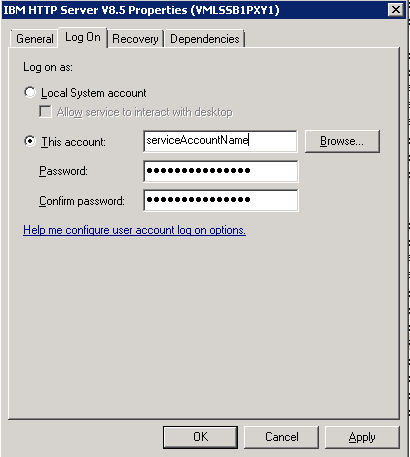 IBM HTTP Server V8.5 Properties (VMLSSB1PXY1)
General Log On Recovery Dependencies
Log on as:
Local System account
Allow service to interact with desktop
This account: serviceAccountName Browse...
Password: ●●●●●●●●●●●●●●●
Confirm password: ●●●●●●●●●●●●●●●
Help me configure user account log on options.
OK Cancel Apply